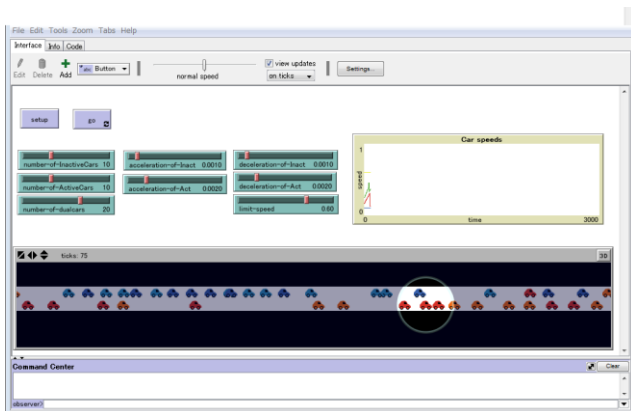 File Edit Tools Zoom Tabs Help
Interface Info Code
Edit Delete Add Button normal speed view updates on ticks Settings...
setup go
Car speeds
1
speed
0
0 time 3000
number-of-InactiveCars 10 acceleration-of-Inact 0.0010 deceleration-of-Inact 0.0010
number-of-ActiveCars 10 acceleration-of-Act 0.0020 deceleration-of-Act 0.0020
number-of-dualcars 20 limit-speed 0.60
ticks: 75 3D
Command Center Clear
observer>